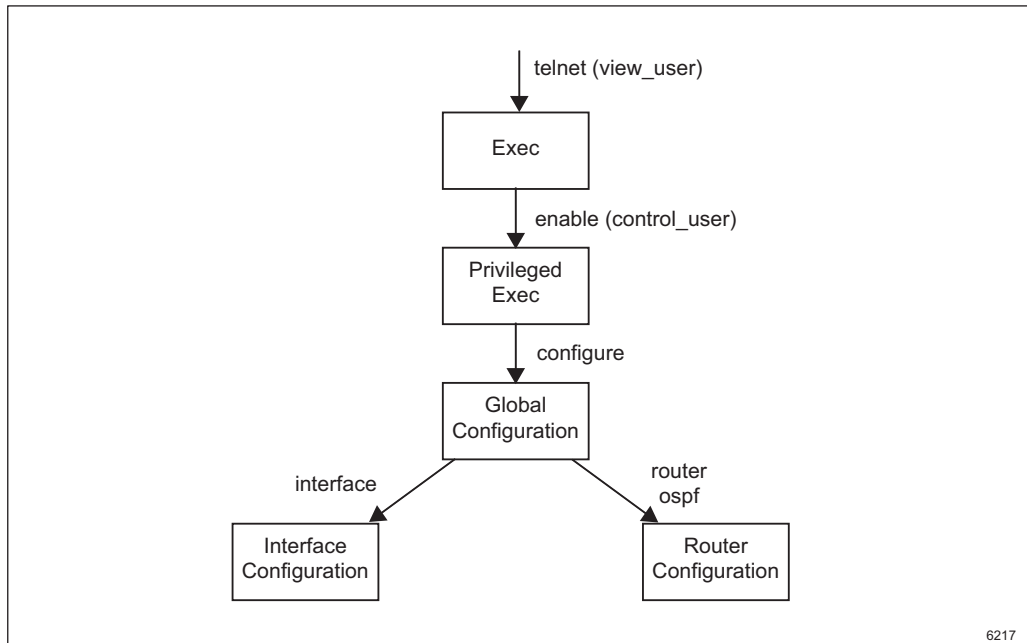 telnet (view_user)
Exec
enable (control_user)
Privileged
Exec
configure
Global
Configuration
interface
router
ospf
Interface
Configuration
Router
Configuration
6217